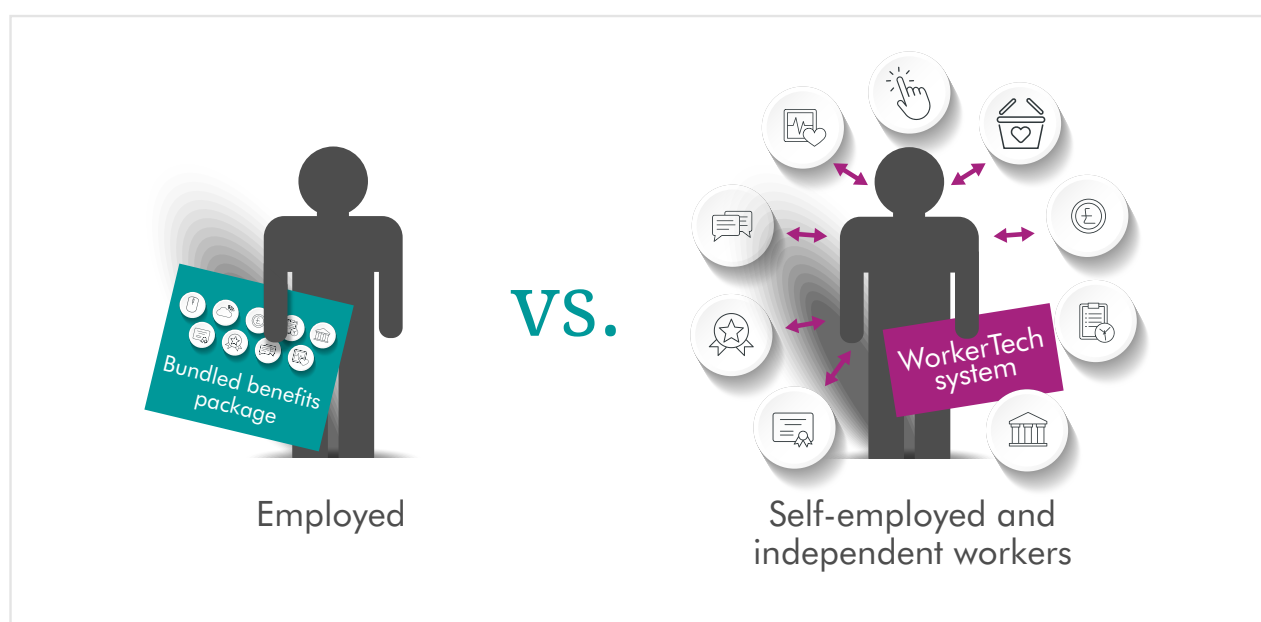 Bundled benefits
package
Employed
vs.
WorkerTech
system
Self-employed and
independent workers